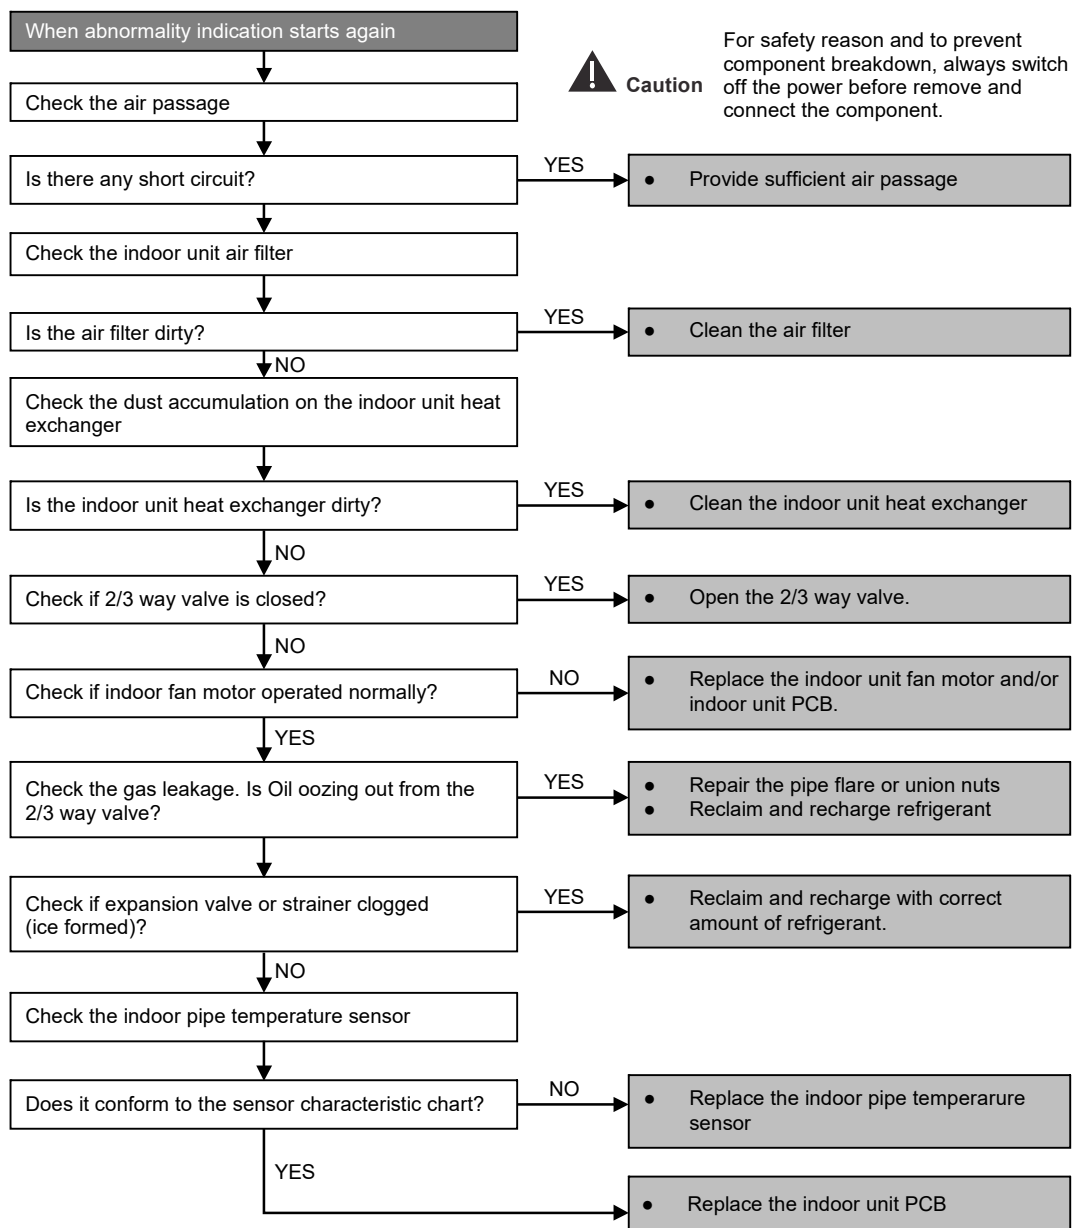 When abnormality indication starts again
For safety reason and to prevent
component breakdown, always switch
off the power before remove and
connect the component.
Caution
Check the air passage
Is there any short circuit?
YES
● Provide sufficient air passage
Check the indoor unit air filter
Is the air filter dirty?
YES
● Clean the air filter
NO
Check the dust accumulation on the indoor unit heat
exchanger
Is the indoor unit heat exchanger dirty?
YES
● Clean the indoor unit heat exchanger
NO
Check if 2/3 way valve is closed?
YES
● Open the 2/3 way valve.
NO
Check if indoor fan motor operated normally?
NO
● Replace the indoor unit fan motor and/or
indoor unit PCB.
YES
Check the gas leakage. Is Oil oozing out from the
2/3 way valve?
YES
● Repair the pipe flare or union nuts
● Reclaim and recharge refrigerant
Check if expansion valve or strainer clogged
(ice formed)?
YES
● Reclaim and recharge with correct
amount of refrigerant.
NO
Check the indoor pipe temperature sensor
Does it conform to the sensor characteristic chart?
NO
● Replace the indoor pipe temperarure
sensor
YES
● Replace the indoor unit PCB